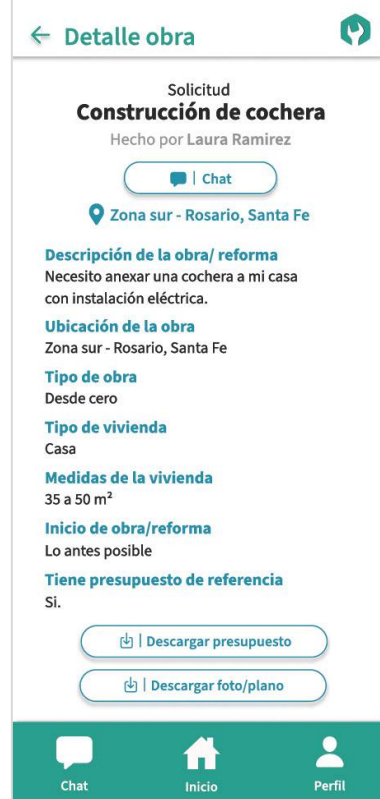 ← Detalle obra
Solicitud
Construcción de cochera
Hecho por Laura Ramirez
| Chat
Zona sur - Rosario, Santa Fe
Descripción de la obra/ reforma
Necesito anexar una cochera a mi casa
con instalación eléctrica.
Ubicación de la obra
Zona sur - Rosario, Santa Fe
Tipo de obra
Desde cero
Tipo de vivienda
Casa
Medidas de la vivienda
35 a 50 m²
Inicio de obra/reforma
Lo antes posible
Tiene presupuesto de referencia
Si.
| Descargar presupuesto
| Descargar foto/plano
Chat Inicio Perfil